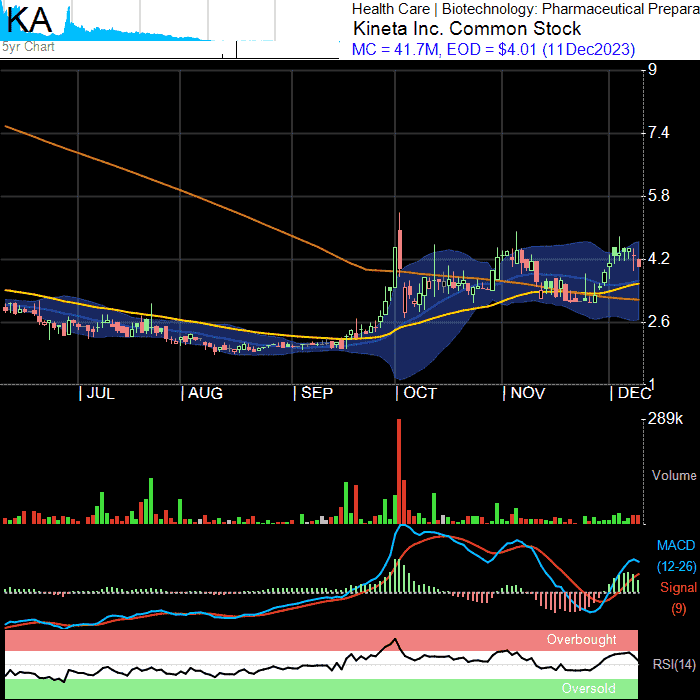 KA
5yr Chart
Health Care | Biotechnology: Pharmaceutical Prepara
Kineta Inc. Common Stock
MC = 41.7M, EOD = $4.01 (11Dec2023)
9
7.4
5.8
4.2
2.6
1
JUL AUG SEP OCT NOV DEC
289k
Volume
MACD
(12-26)
Signal
(9)
Overbought
RSI(14)
Oversold